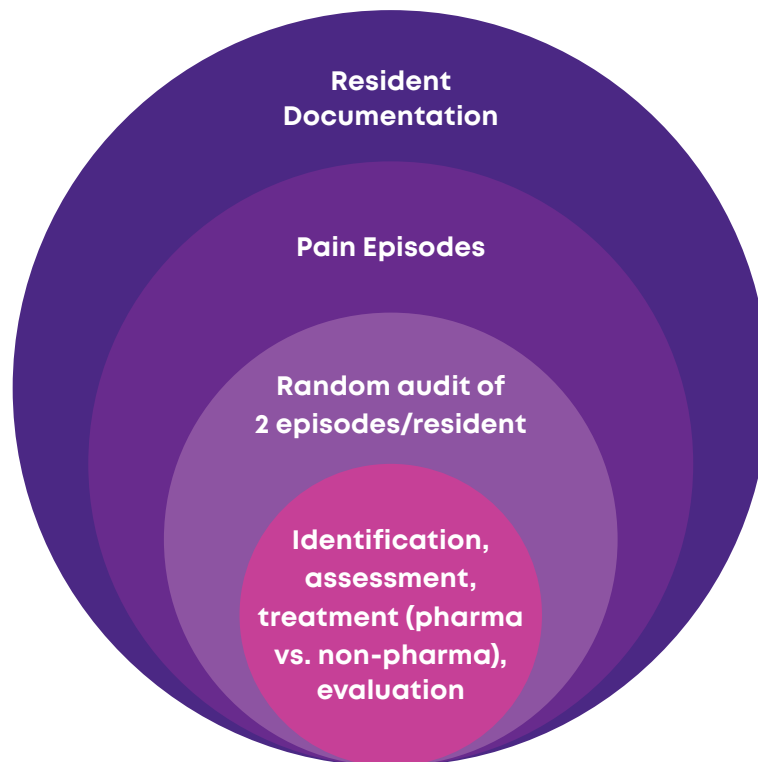 Resident
Documentation
Pain Episodes
Random audit of
2 episodes/resident
Identification,
assessment,
treatment (pharma
vs. non-pharma),
evaluation